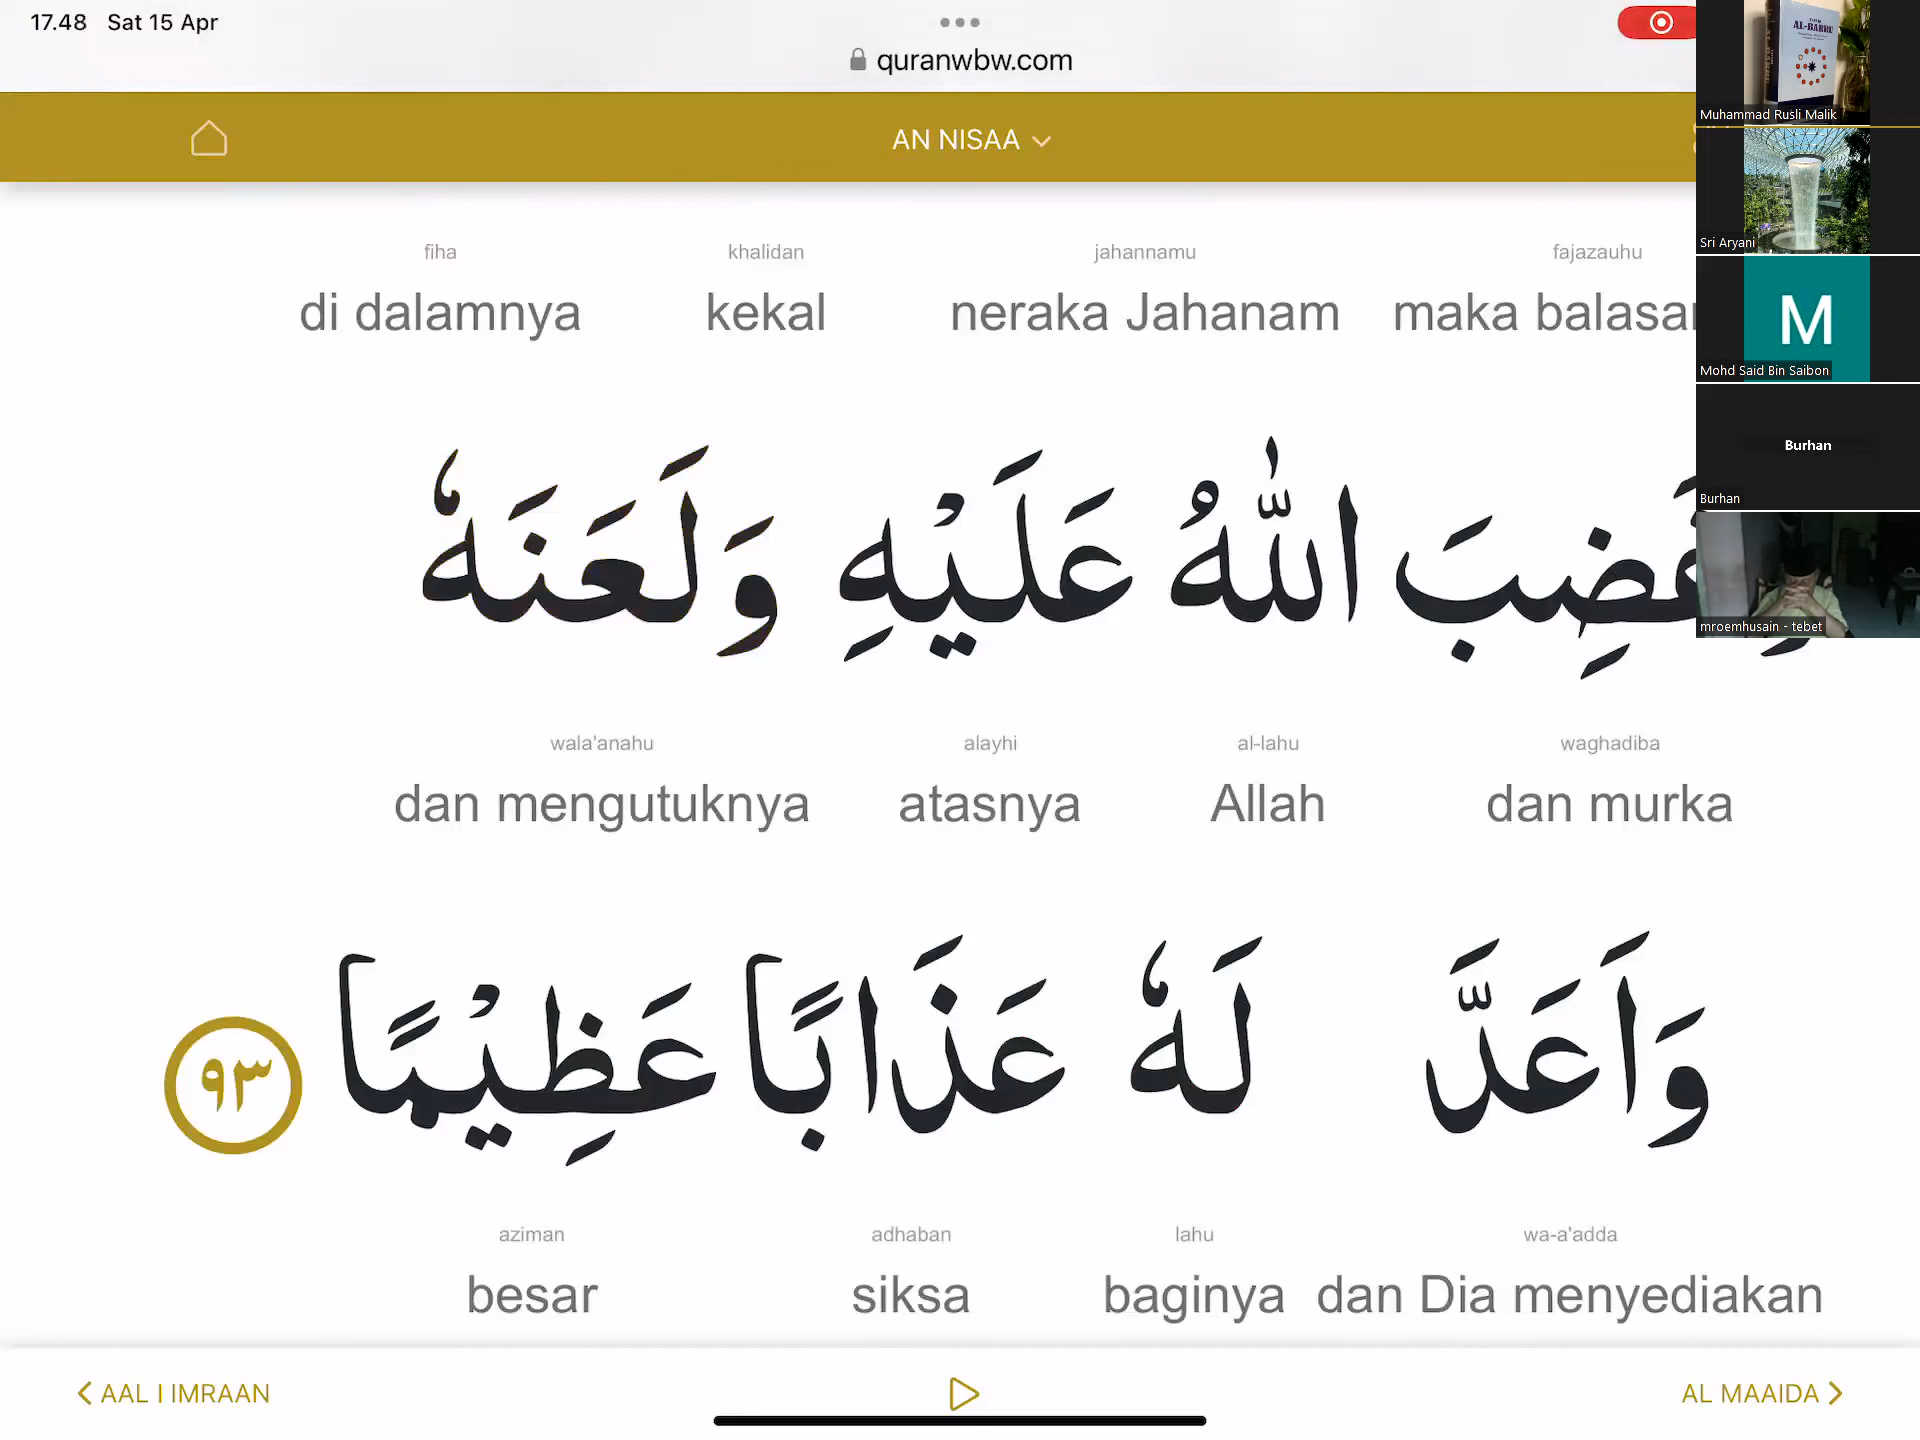 17.48 Sat 15 Apr
quranwbw.com
AN NISAA
fajazauhu jahannamu khalidan fiha
maka neraka Jahanam kekal di dalamnya
اللّٰهُ عَلَيْهِ وَلَعَنَهٗ
waghadiba al-lahu alayhi wala'anahu
dan murka Allah atasnya dan mengutuknya
وَاَعَدَّ لَهٗ عَذَابًا عَظِيْمًا ٩٣
wa-a'adda lahu adhaban aziman
dan Dia menyediakan baginya siksa besar
AAL I IMRAAN
AL MAAIDA
AL-BARRU
Muhammad Rusli Malik
Sri Aryani
M
Mohd Said Bin Saibon
Burhan
Burhan
mroemhusain - tebet